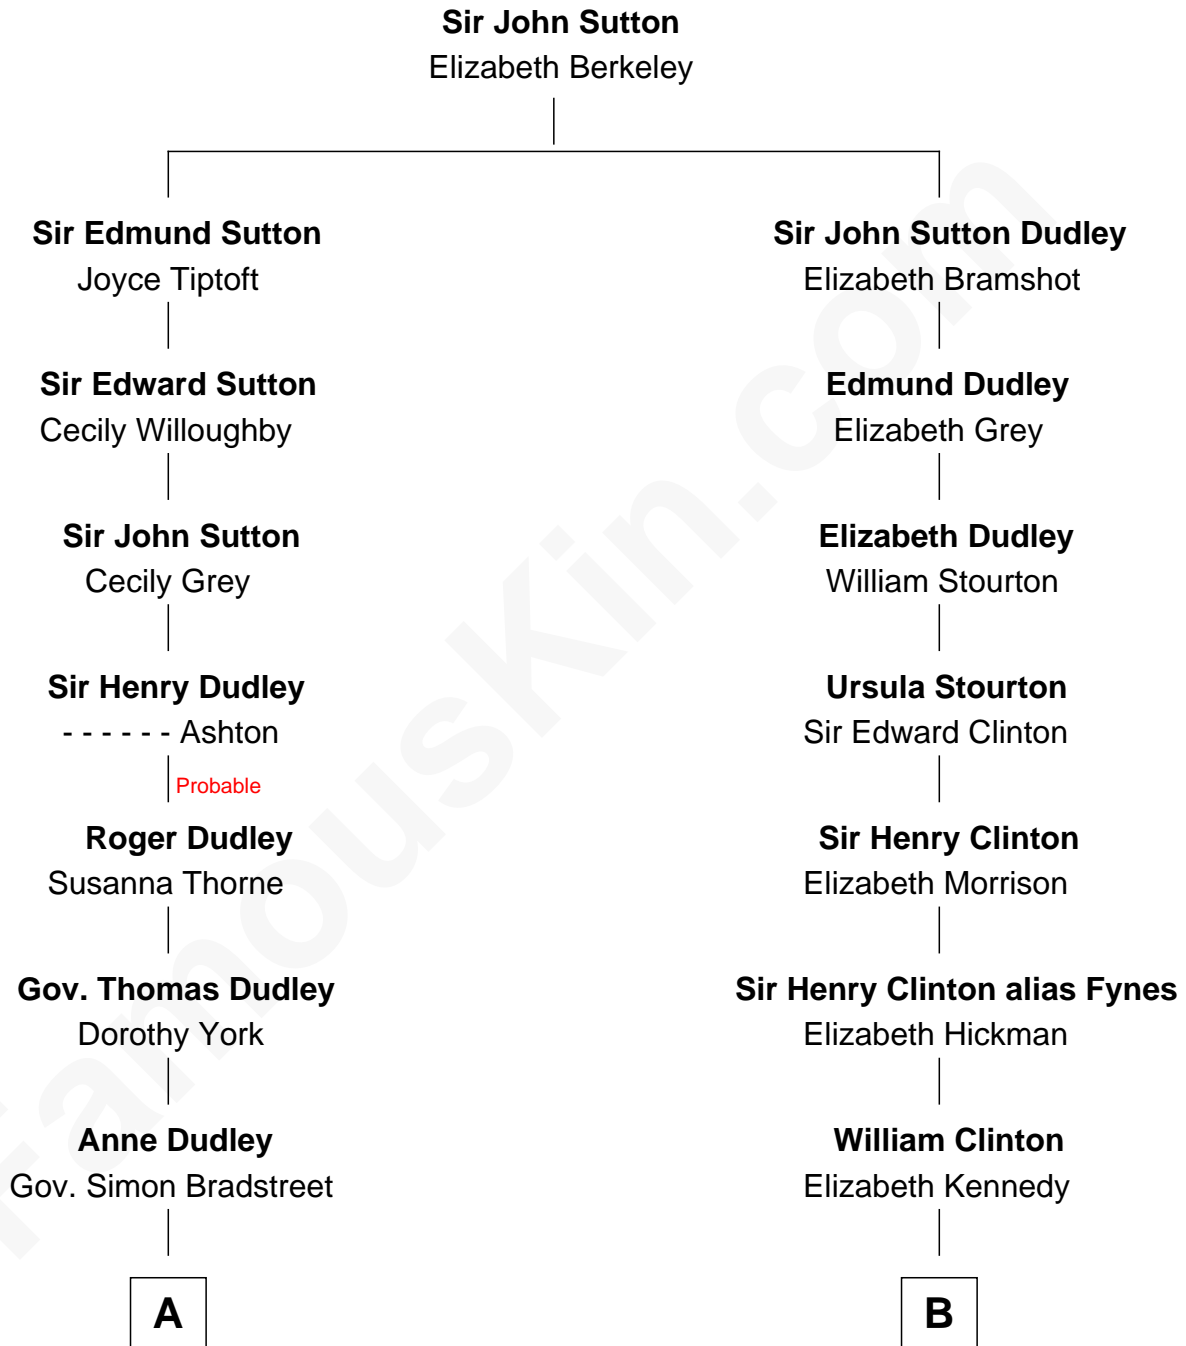 Sir John Sutton
Elizabeth Berkeley
Sir Edmund Sutton
Joyce Tiptoft
Sir John Sutton Dudley
Elizabeth Bramshot
Sir Edward Sutton
Cecily Willoughby
Edmund Dudley
Elizabeth Grey
Sir John Sutton
Cecily Grey
Elizabeth Dudley
William Stourton
Sir Henry Dudley
- - - - - - Ashton
Ursula Stourton
Sir Edward Clinton
Probable
Roger Dudley
Susanna Thorne
Sir Henry Clinton
Elizabeth Morrison
Gov. Thomas Dudley
Dorothy York
Sir Henry Clinton alias Fynes
Elizabeth Hickman
Anne Dudley
Gov. Simon Bradstreet
William Clinton
Elizabeth Kennedy
A
B
FamousKin.com